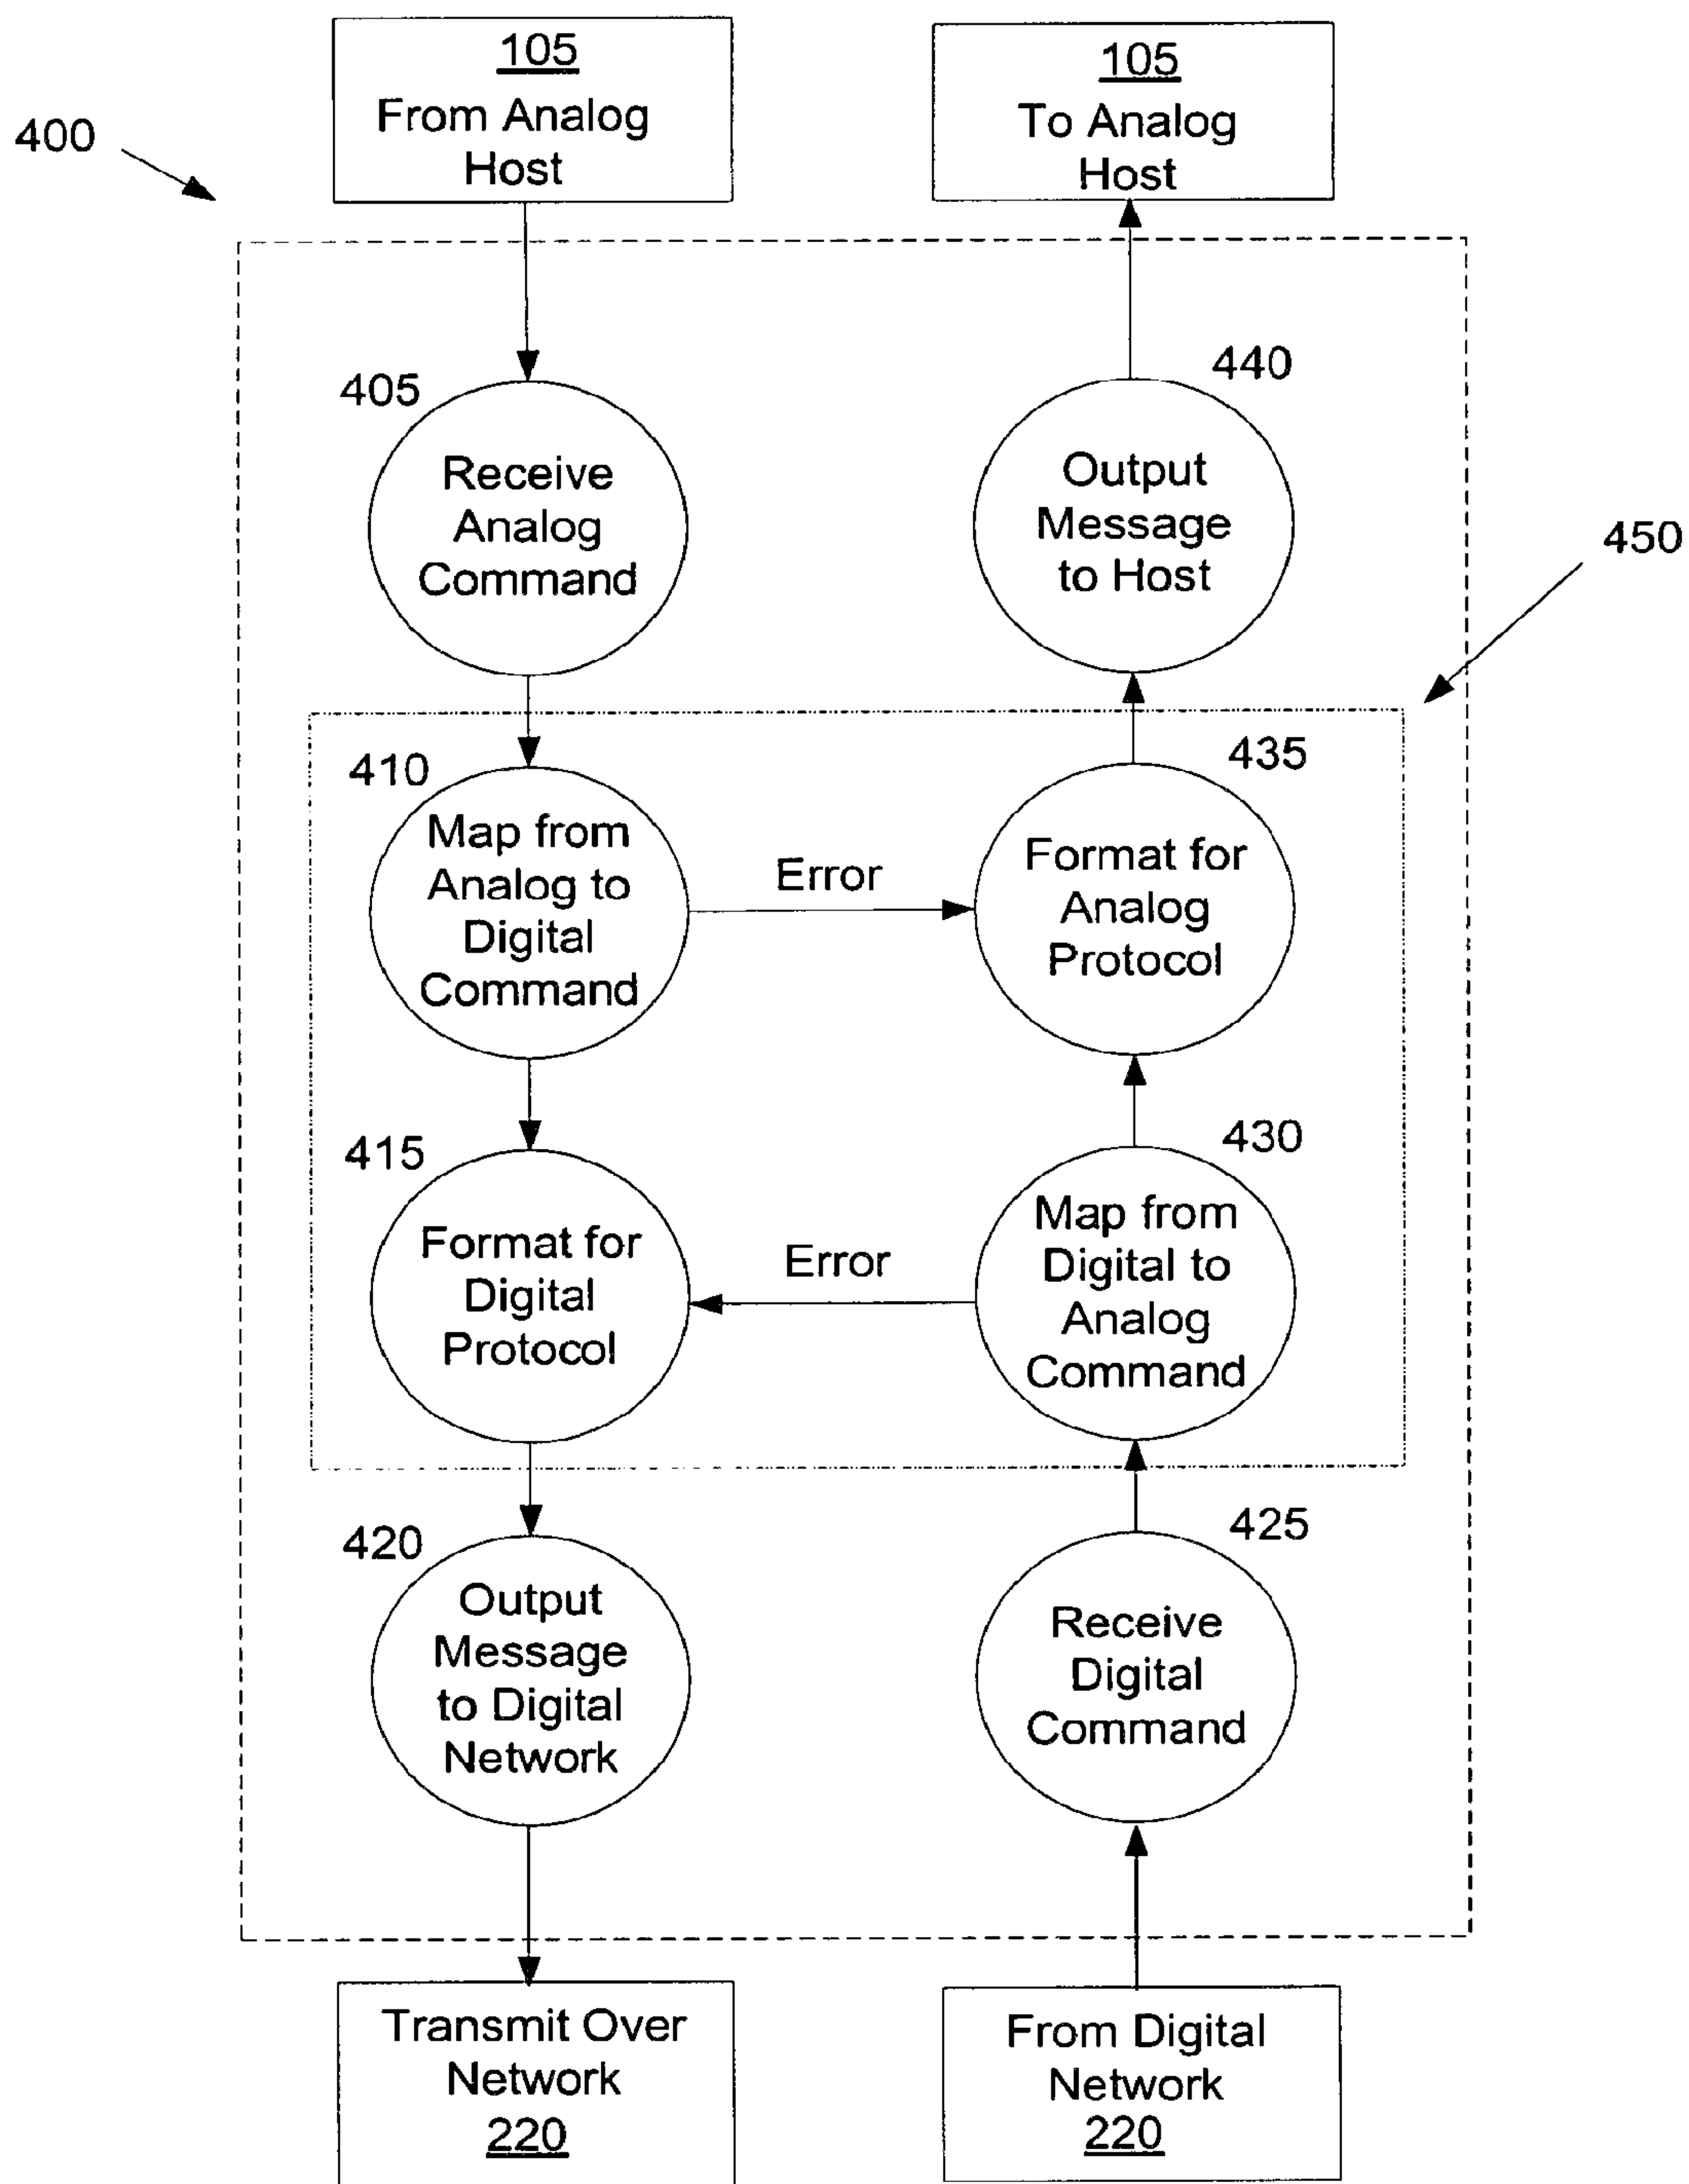 105
From Analog
Host
105
To Analog
Host
400
405
Receive
Analog
Command
440
Output
Message
to Host
450
410
Map from
Analog to
Digital
Command
Error
435
Format for
Analog
Protocol
415
Format for
Digital
Protocol
Error
430
Map from
Digital to
Analog
Command
420
Output
Message
to Digital
Network
425
Receive
Digital
Command
Transmit Over
Network
220
From Digital
Network
220